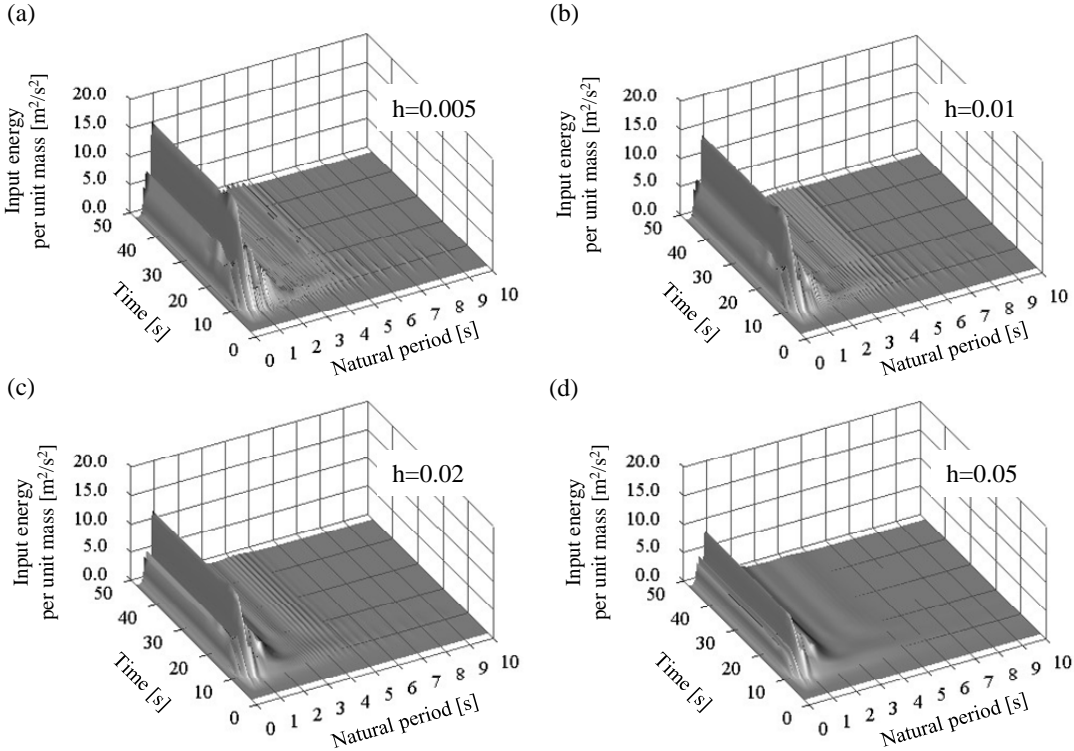 (a)
Input energy
per unit mass [m²/s²]
20.0
15.0
10.0
5.0
0.0
h=0.005
50
40
30
20
10
0
Time [s]
0 1 2 3 4 5 6 7 8 9 10
Natural period [s]
(b)
Input energy
per unit mass [m²/s²]
20.0
15.0
10.0
5.0
0.0
h=0.01
50
40
30
20
10
0
Time [s]
0 1 2 3 4 5 6 7 8 9 10
Natural period [s]
(c)
Input energy
per unit mass [m²/s²]
20.0
15.0
10.0
5.0
0.0
h=0.02
50
40
30
20
10
0
Time [s]
0 1 2 3 4 5 6 7 8 9 10
Natural period [s]
(d)
Input energy
per unit mass [m²/s²]
20.0
15.0
10.0
5.0
0.0
h=0.05
50
40
30
20
10
0
Time [s]
0 1 2 3 4 5 6 7 8 9 10
Natural period [s]